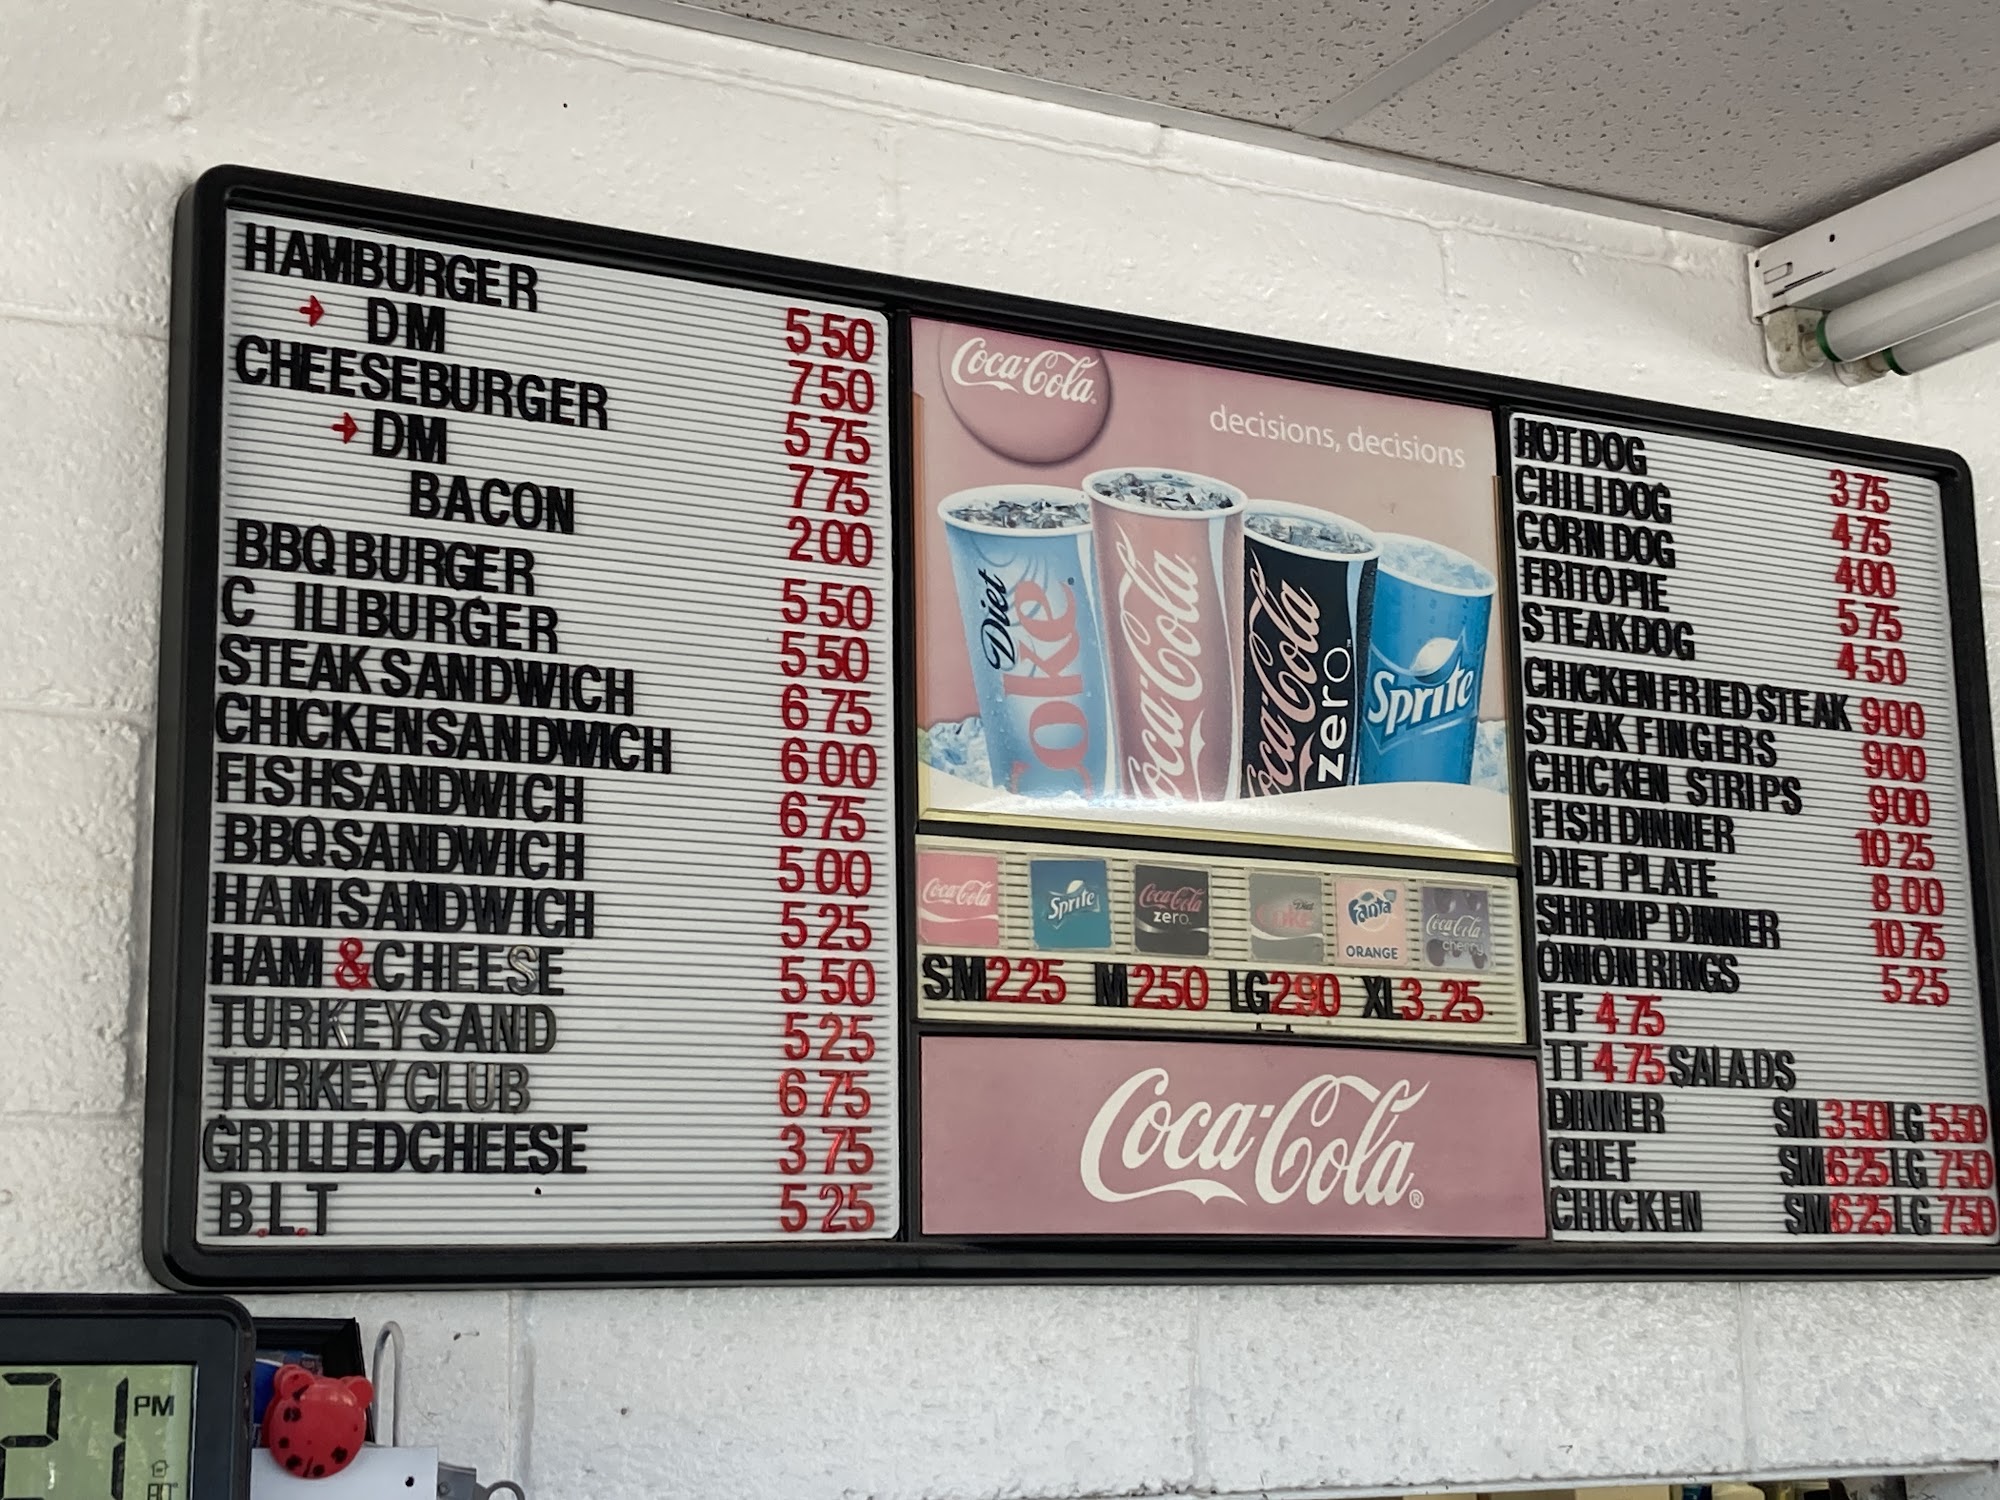 HAMBURGER 5 50
→ DM 7 50
CHEESEBURGER 5 75
→ DM 7 75
BACON 2 00
BBQ BURGER 5 50
C ILI BURGER 5 50
STEAK SANDWICH 6 75
CHICKEN SANDWICH 6 00
FISH SANDWICH 6 75
BBQ SANDWICH 5 00
HAM SANDWICH 5 25
HAM & CHEESE 5 50
TURKEY SAND 5 25
TURKEY CLUB 6 75
GRILLED CHEESE 3 75
B.L.T 5 25
Coca-Cola
decisions, decisions
Diet Coke
Coca-Cola
Coca-Cola zero™
Sprite
Coca-Cola
Sprite
Coca-Cola zero
Diet Coke
Fanta ORANGE
Coca-Cola cherry
SM 2 25 M 2 50 LG 2 90 XL 3.25
Coca-Cola®
HOT DOG 3 75
CHILI DOG 4 75
CORN DOG 4 00
FRITO PIE 5 75
STEAK DOG 4 50
CHICKEN FRIED STEAK 9 00
STEAK FINGERS 9 00
CHICKEN STRIPS 9 00
FISH DINNER 10 25
DIET PLATE 8 00
SHRIMP DINNER 10 75
ONION RINGS 5 25
FF 4 75
TT 4 75 SALADS
DINNER SM 3 50 LG 5 50
CHEF SM 6 25 LG 7 50
CHICKEN SM 6 25 LG 7 50
21 PM